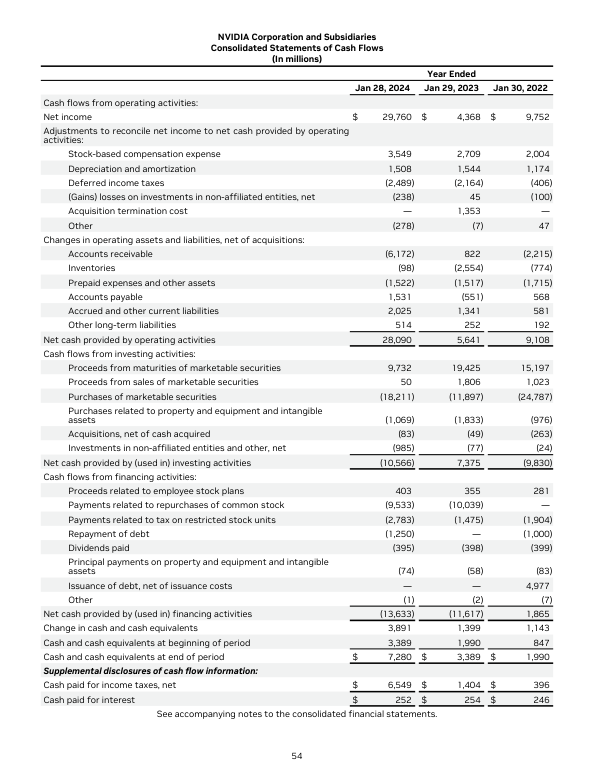 NVIDIA Corporation and Subsidiaries
Consolidated Statements of Cash Flows
(In millions)
Year Ended
Jan 28, 2024 Jan 29, 2023 Jan 30, 2022
Cash flows from operating activities:
Net income $ 29,760 $ 4,368 $ 9,752
Adjustments to reconcile net income to net cash provided by operating
activities:
Stock-based compensation expense 3,549 2,709 2,004
Depreciation and amortization 1,508 1,544 1,174
Deferred income taxes (2,489) (2,164) (406)
(Gains) losses on investments in non-affiliated entities, net (238) 45 (100)
Acquisition termination cost — 1,353 —
Other (278) (7) 47
Changes in operating assets and liabilities, net of acquisitions:
Accounts receivable (6,172) 822 (2,215)
Inventories (98) (2,554) (774)
Prepaid expenses and other assets (1,522) (1,517) (1,715)
Accounts payable 1,531 (551) 568
Accrued and other current liabilities 2,025 1,341 581
Other long-term liabilities 514 252 192
Net cash provided by operating activities 28,090 5,641 9,108
Cash flows from investing activities:
Proceeds from maturities of marketable securities 9,732 19,425 15,197
Proceeds from sales of marketable securities 50 1,806 1,023
Purchases of marketable securities (18,211) (11,897) (24,787)
Purchases related to property and equipment and intangible
assets (1,069) (1,833) (976)
Acquisitions, net of cash acquired (83) (49) (263)
Investments in non-affiliated entities and other, net (985) (77) (24)
Net cash provided by (used in) investing activities (10,566) 7,375 (9,830)
Cash flows from financing activities:
Proceeds related to employee stock plans 403 355 281
Payments related to repurchases of common stock (9,533) (10,039) —
Payments related to tax on restricted stock units (2,783) (1,475) (1,904)
Repayment of debt (1,250) — (1,000)
Dividends paid (395) (398) (399)
Principal payments on property and equipment and intangible
assets (74) (58) (83)
Issuance of debt, net of issuance costs — — 4,977
Other (1) (2) (7)
Net cash provided by (used in) financing activities (13,633) (11,617) 1,865
Change in cash and cash equivalents 3,891 1,399 1,143
Cash and cash equivalents at beginning of period 3,389 1,990 847
Cash and cash equivalents at end of period $ 7,280 $ 3,389 $ 1,990
Supplemental disclosures of cash flow information:
Cash paid for income taxes, net $ 6,549 $ 1,404 $ 396
Cash paid for interest $ 252 $ 254 $ 246
See accompanying notes to the consolidated financial statements.
54